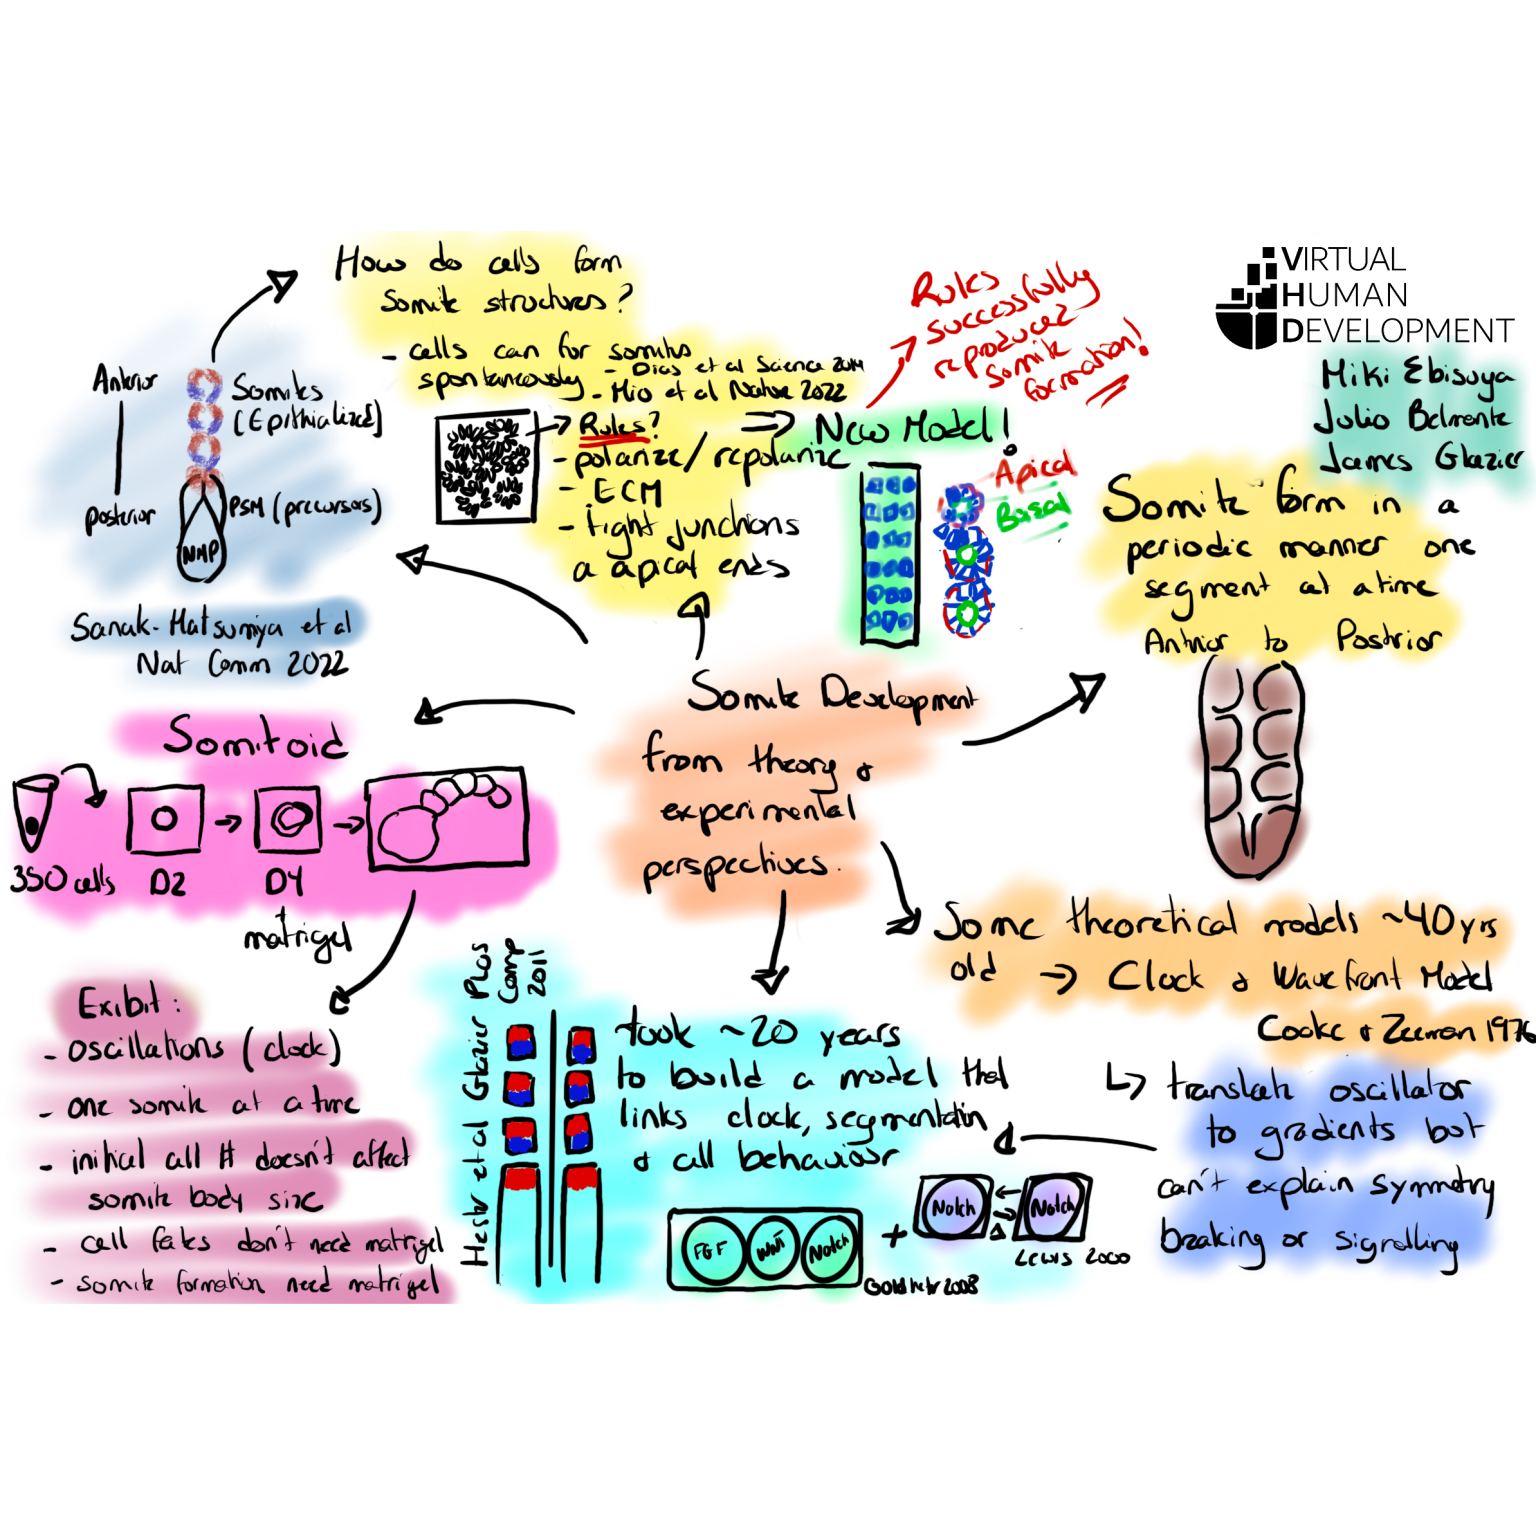 How do cells form
somite structures?
- cells can for somitus
spontaneously
- Dias et al Science 2014
- Mio et al Nature 2022
Rules?
- polarize/repolarize
- ECM
- tight junctions
a apical ends
=> New Model!
Rules
successfully
reproduces
somite
formation!
Apical
Basal
VIRTUAL
HUMAN
DEVELOPMENT
Miki Ebisuya
Julio Belmonte
James Glazier
Anterior
Posterior
Somites
(Epithialized)
PSM (precursors)
NMP
Sanak-Matsumiya et al
Nat Comm 2022
Somite form in a
periodic manner one
segment at a time
Antrior to Postrior
Somite Development
from theory &
experimental
perspectives.
Somitoid
350 cells
D2
D4
+
matrigel
Exibit:
- oscillations (clock)
- one somite at a time
- initial cell # doesn't affect
somite body size
- cell fates don't need matrigel
- somite formation need matrigel
Hester et al Glazier Plos
Comp
2011
took ~20 years
to build a model that
links clock, segmentatin
& cell behaviour
FGF
WNT
Notch
+
Notch
Notch
Goldbeter 2008
Lewis 2000
Some theoretical models ~40yrs
old -> Clock & Wavefront Model
Cooke & Zeeman 1976
translate oscillator
to gradients but
can't explain symmetry
breaking or signalling